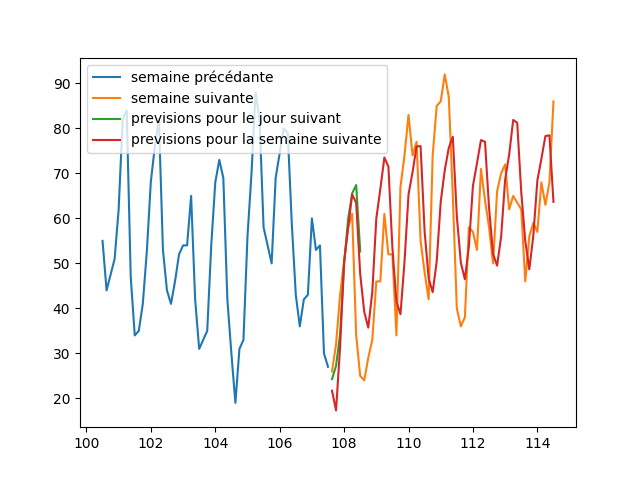 90
80
70
60
50
40
30
20
semaine précédante
semaine suivante
previsions pour le jour suivant
previsions pour la semaine suivante
100 102 104 106 108 110 112 114